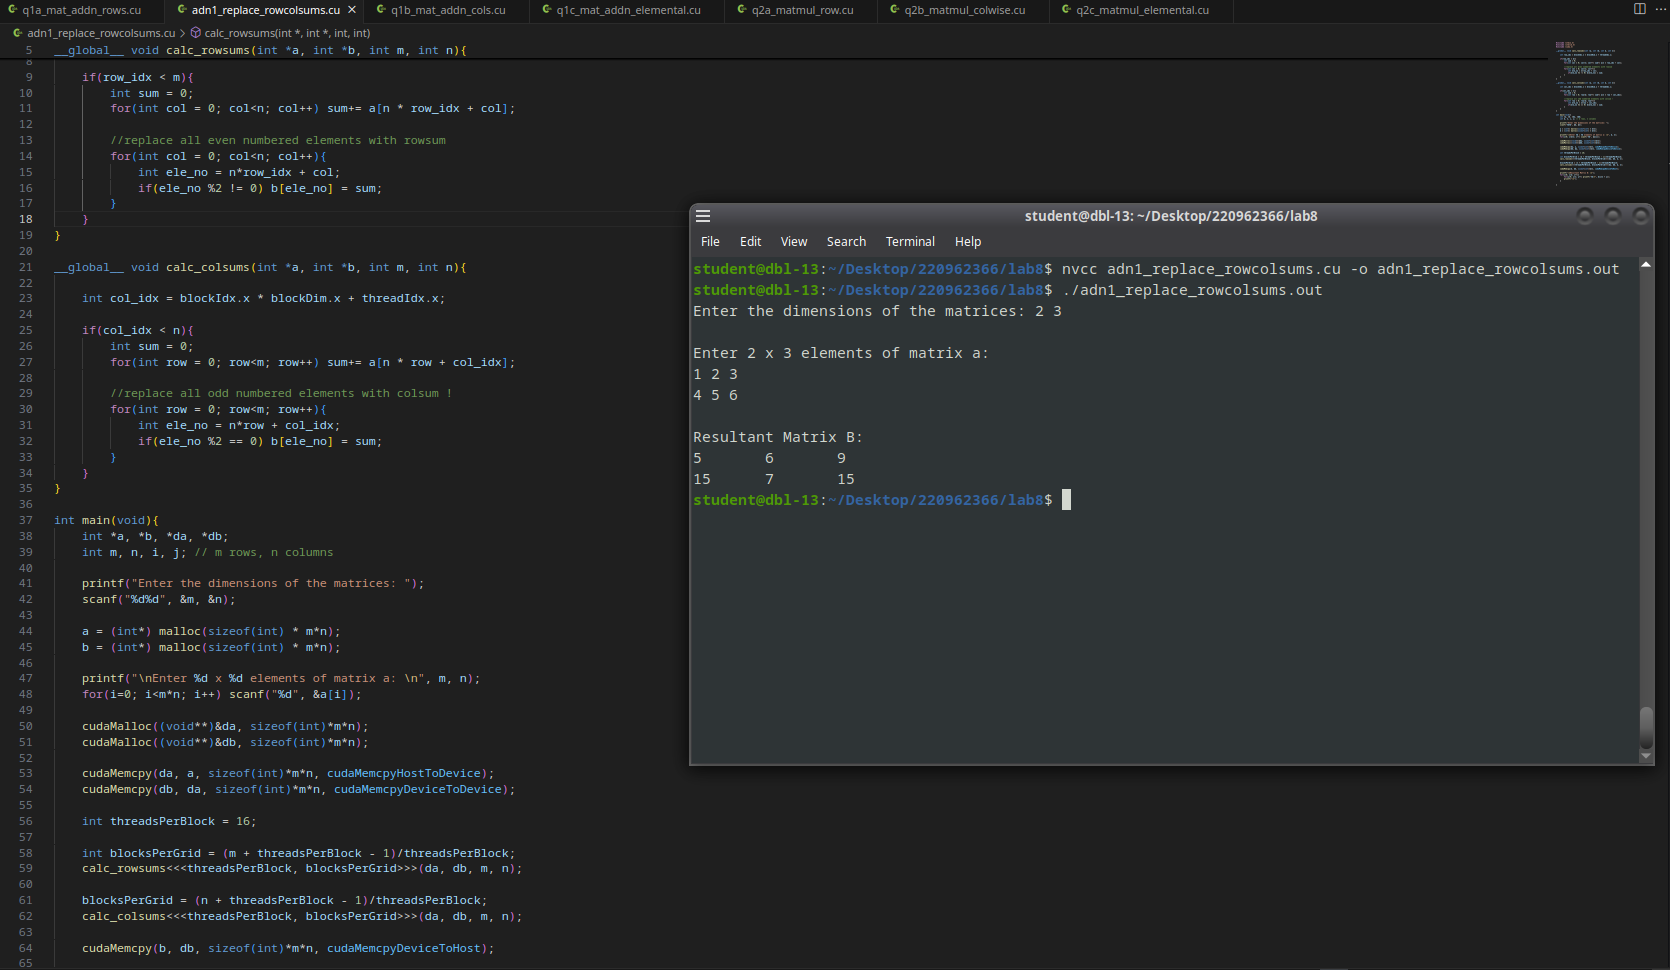 q1a_mat_addn_rows.cu adn1_replace_rowcolsums.cu × q1b_mat_addn_cols.cu q1c_mat_addn_elemental.cu q2a_matmul_row.cu q2b_matmul_colwise.cu q2c_matmul_elemental.cu
adn1_replace_rowcolsums.cu > calc_rowsums(int *, int *, int, int)
5 __global__ void calc_rowsums(int *a, int *b, int m, int n){
8
9 if(row_idx < m){
10 int sum = 0;
11 for(int col = 0; col<n; col++) sum+= a[n * row_idx + col];
12
13 //replace all even numbered elements with rowsum
14 for(int col = 0; col<n; col++){
15 int ele_no = n*row_idx + col;
16 if(ele_no %2 != 0) b[ele_no] = sum;
17 }
18 }
19 }
20
21 __global__ void calc_colsums(int *a, int *b, int m, int n){
22
23 int col_idx = blockIdx.x * blockDim.x + threadIdx.x;
24
25 if(col_idx < n){
26 int sum = 0;
27 for(int row = 0; row<m; row++) sum+= a[n * row + col_idx];
28
29 //replace all odd numbered elements with colsum !
30 for(int row = 0; row<m; row++){
31 int ele_no = n*row + col_idx;
32 if(ele_no %2 == 0) b[ele_no] = sum;
33 }
34 }
35 }
36
37 int main(void){
38 int *a, *b, *da, *db;
39 int m, n, i, j; // m rows, n columns
40
41 printf("Enter the dimensions of the matrices: ");
42 scanf("%d%d", &m, &n);
43
44 a = (int*) malloc(sizeof(int) * m*n);
45 b = (int*) malloc(sizeof(int) * m*n);
46
47 printf("\nEnter %d x %d elements of matrix a: \n", m, n);
48 for(i=0; i<m*n; i++) scanf("%d", &a[i]);
49
50 cudaMalloc((void**)&da, sizeof(int)*m*n);
51 cudaMalloc((void**)&db, sizeof(int)*m*n);
52
53 cudaMemcpy(da, a, sizeof(int)*m*n, cudaMemcpyHostToDevice);
54 cudaMemcpy(db, da, sizeof(int)*m*n, cudaMemcpyDeviceToDevice);
55
56 int threadsPerBlock = 16;
57
58 int blocksPerGrid = (m + threadsPerBlock - 1)/threadsPerBlock;
59 calc_rowsums<<<threadsPerBlock, blocksPerGrid>>>(da, db, m, n);
60
61 blocksPerGrid = (n + threadsPerBlock - 1)/threadsPerBlock;
62 calc_colsums<<<threadsPerBlock, blocksPerGrid>>>(da, db, m, n);
63
64 cudaMemcpy(b, db, sizeof(int)*m*n, cudaMemcpyDeviceToHost);
65
student@dbl-13: ~/Desktop/220962366/lab8
File Edit View Search Terminal Help
student@dbl-13:~/Desktop/220962366/lab8$ nvcc adn1_replace_rowcolsums.cu -o adn1_replace_rowcolsums.out
student@dbl-13:~/Desktop/220962366/lab8$ ./adn1_replace_rowcolsums.out
Enter the dimensions of the matrices: 2 3
Enter 2 x 3 elements of matrix a:
1 2 3
4 5 6
Resultant Matrix B:
5 6 9
15 7 15
student@dbl-13:~/Desktop/220962366/lab8$